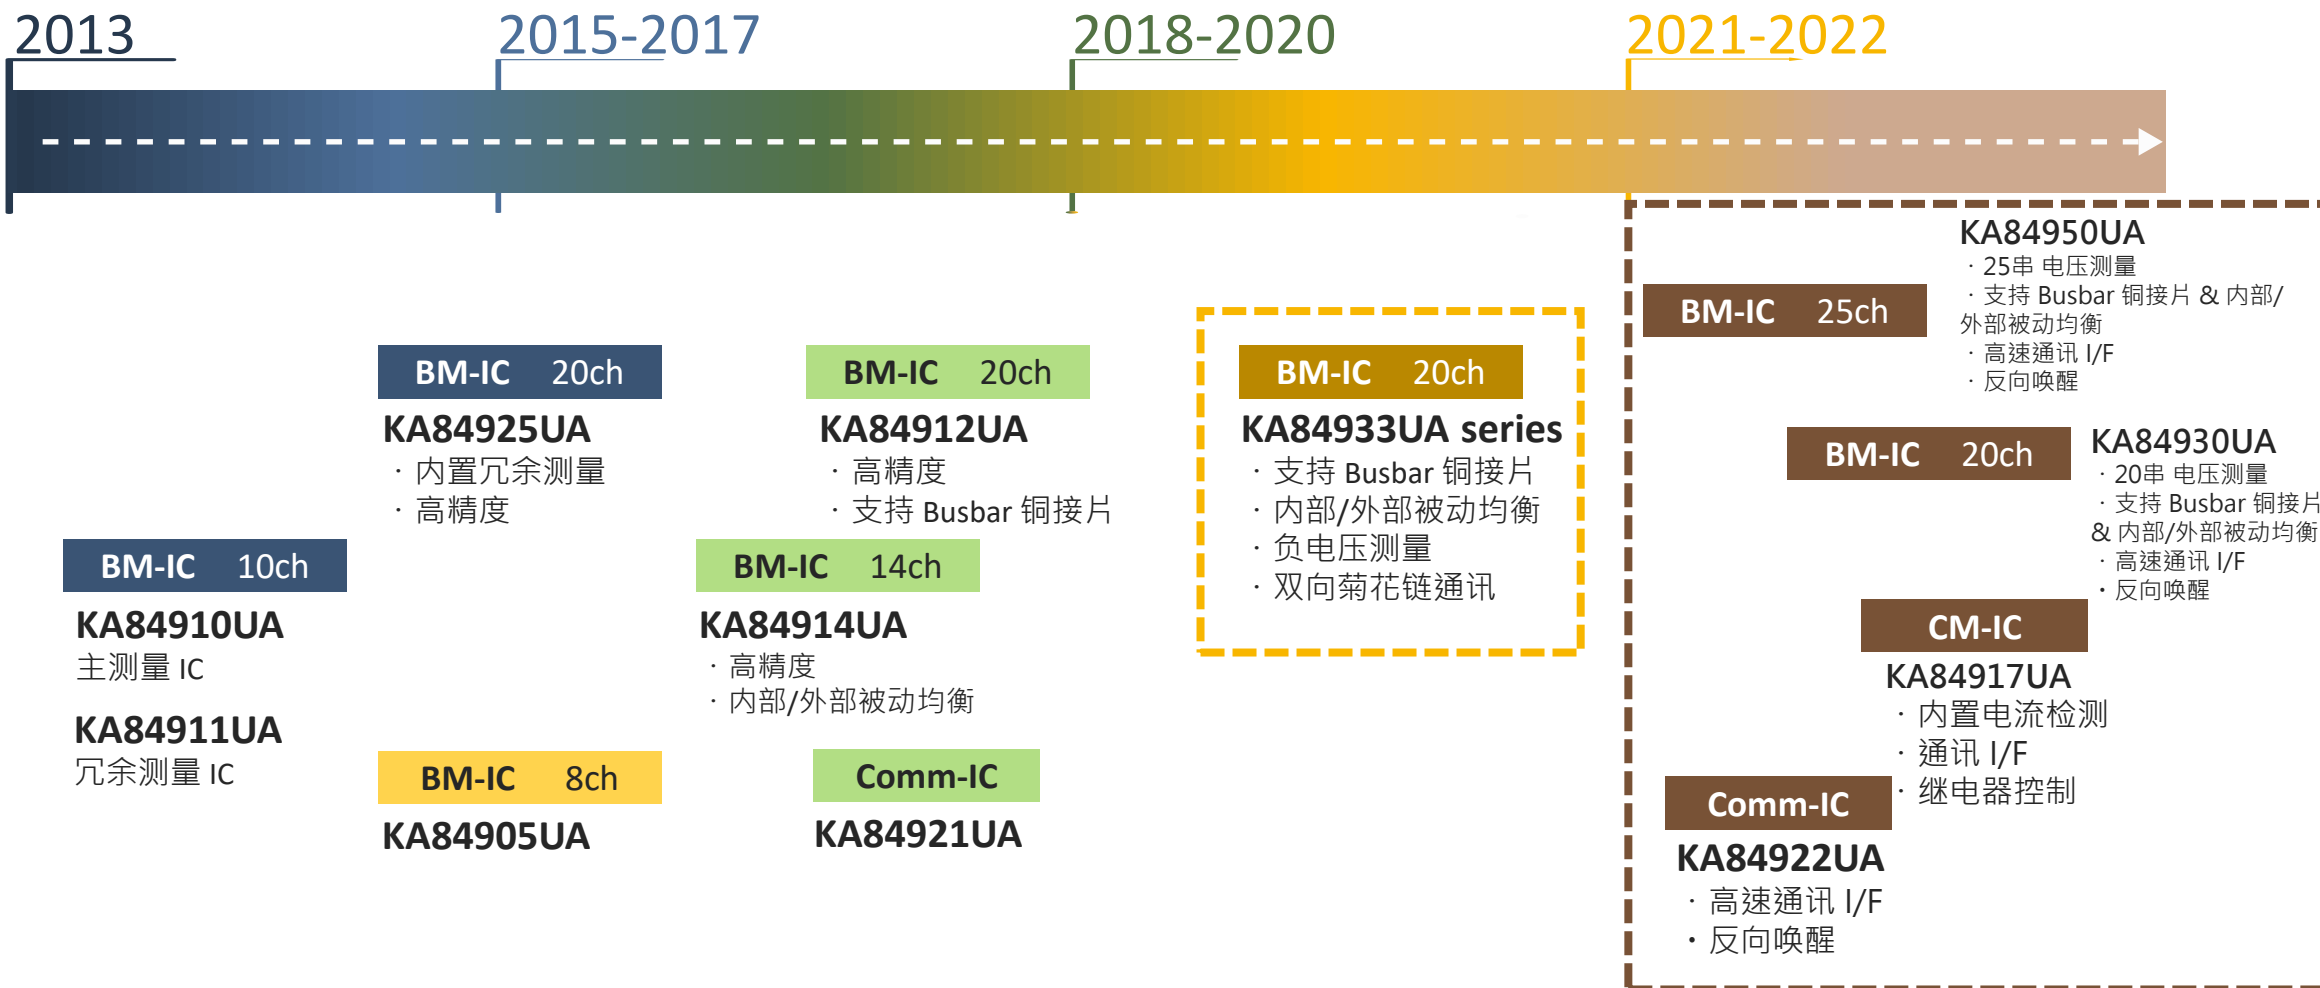 2013
2015-2017
2018-2020
2021-2022
BM-IC 10ch
KA84910UA
主测量 IC
KA84911UA
冗余测量 IC
BM-IC 20ch
KA84925UA
· 内置冗余测量
· 高精度
BM-IC 8ch
KA84905UA
BM-IC 20ch
KA84912UA
· 高精度
· 支持 Busbar 铜接片
BM-IC 14ch
KA84914UA
· 高精度
· 内部/外部被动均衡
Comm-IC
KA84921UA
BM-IC 20ch
KA84933UA series
· 支持 Busbar 铜接片
· 内部/外部被动均衡
· 负电压测量
· 双向菊花链通讯
BM-IC 25ch
KA84950UA
· 25串 电压测量
· 支持 Busbar 铜接片 & 内部/
外部被动均衡
· 高速通讯 I/F
· 反向唤醒
BM-IC 20ch
KA84930UA
· 20串 电压测量
· 支持 Busbar 铜接片
& 内部/外部被动均衡
· 高速通讯 I/F
· 反向唤醒
CM-IC
KA84917UA
· 内置电流检测
· 通讯 I/F
· 继电器控制
Comm-IC
KA84922UA
· 高速通讯 I/F
· 反向唤醒